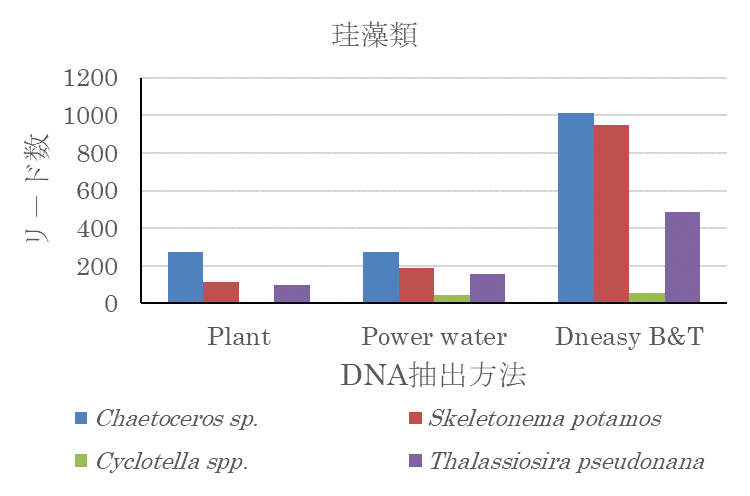 珪藻類
1200
1000
800
600
400
200
0
リード数
Plant Power water Dneasy B&T
DNA抽出方法
Chaetoceros sp. Skeletonema potamos
Cyclotella spp. Thalassiosira pseudonana